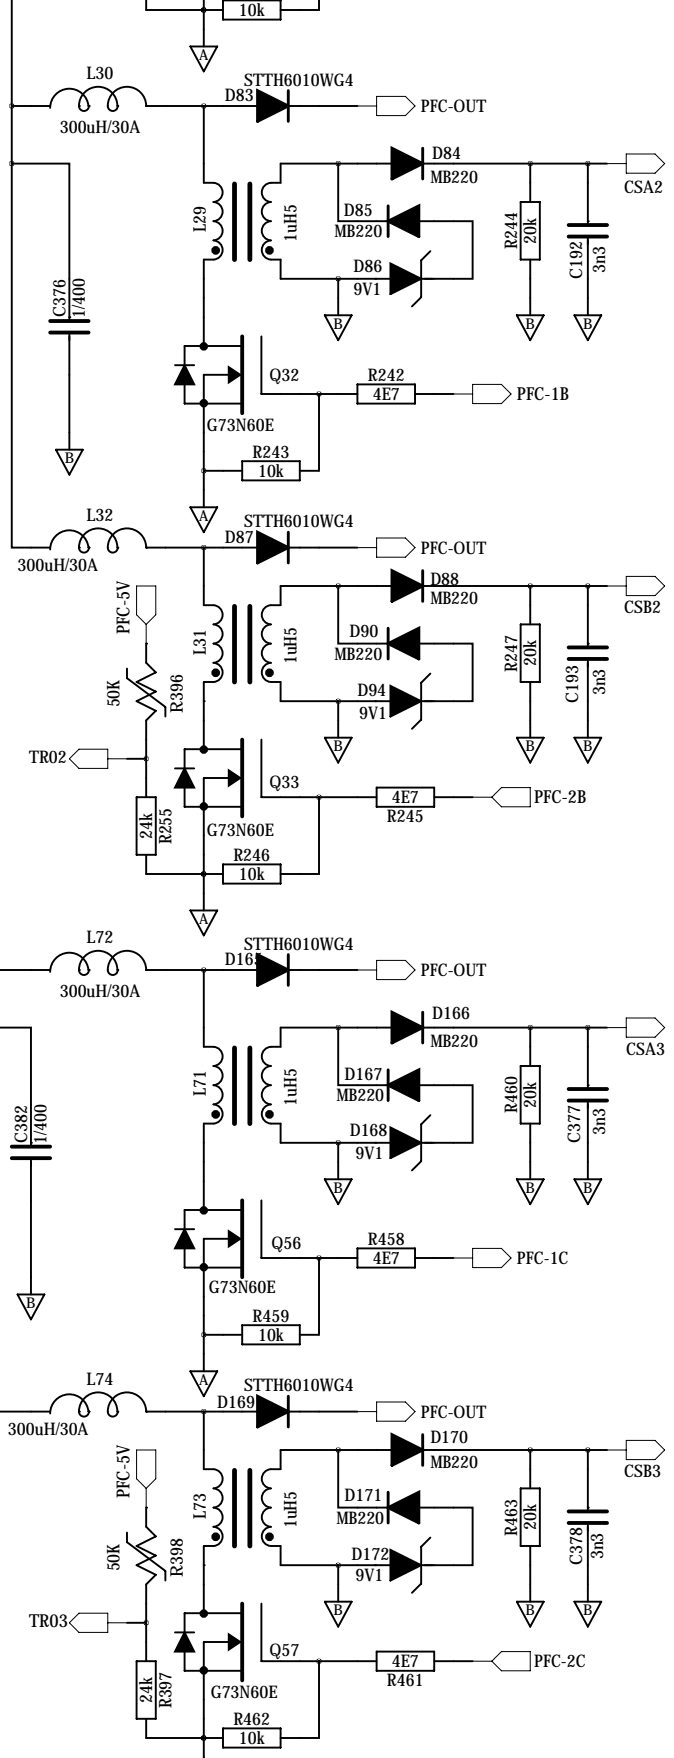 10k
A
L30
STTH6010WG4
D83
PFC-OUT
300uH/30A
D84
MB220
CSA2
L29
1uH5
D85
MB220
R244
20k
C192
3n3
D86
9V1
C376
1/400
B
B
B
Q32
R242
4E7
PFC-1B
G73N60E
R243
10k
B
A
L32
STTH6010WG4
D87
PFC-OUT
300uH/30A
D88
MB220
CSB2
PFC-5V
L31
1uH5
D90
MB220
R247
20k
C193
3n3
50K
R396
D94
9V1
B
B
B
TR02
Q33
4E7
R245
PFC-2B
24k
R255
G73N60E
R246
10k
A
L72
STTH6010WG4
D165
PFC-OUT
300uH/30A
D166
MB220
CSA3
L71
1uH5
D167
MB220
R460
20k
C377
3n3
C382
1/400
D168
9V1
B
B
B
Q56
R458
4E7
PFC-1C
G73N60E
B
R459
10k
A
L74
STTH6010WG4
D169
PFC-OUT
300uH/30A
D170
MB220
CSB3
PFC-5V
L73
1uH5
D171
MB220
R463
20k
C378
3n3
50K
R398
D172
9V1
B
B
B
TR03
Q57
4E7
R461
PFC-2C
24k
R397
G73N60E
R462
10k